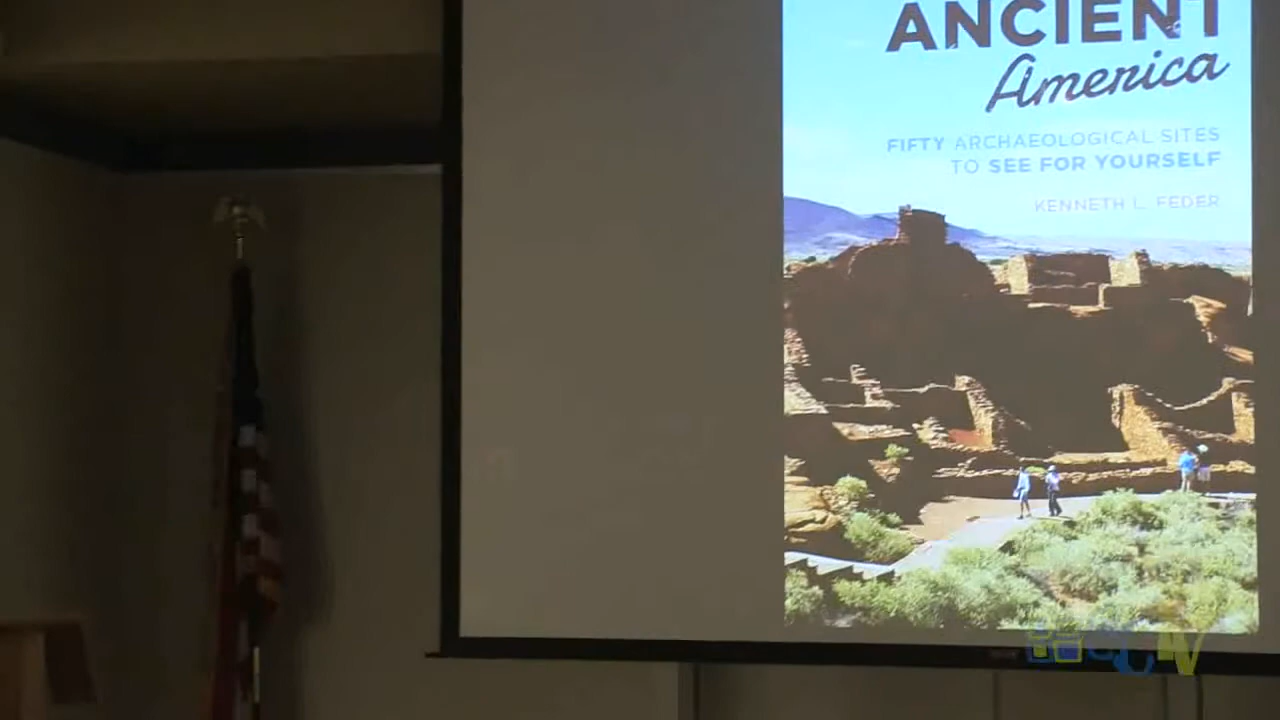 ANCIENT
America
FIFTY ARCHAEOLOGICAL SITES
TO SEE FOR YOURSELF
KENNETH L. FEDER